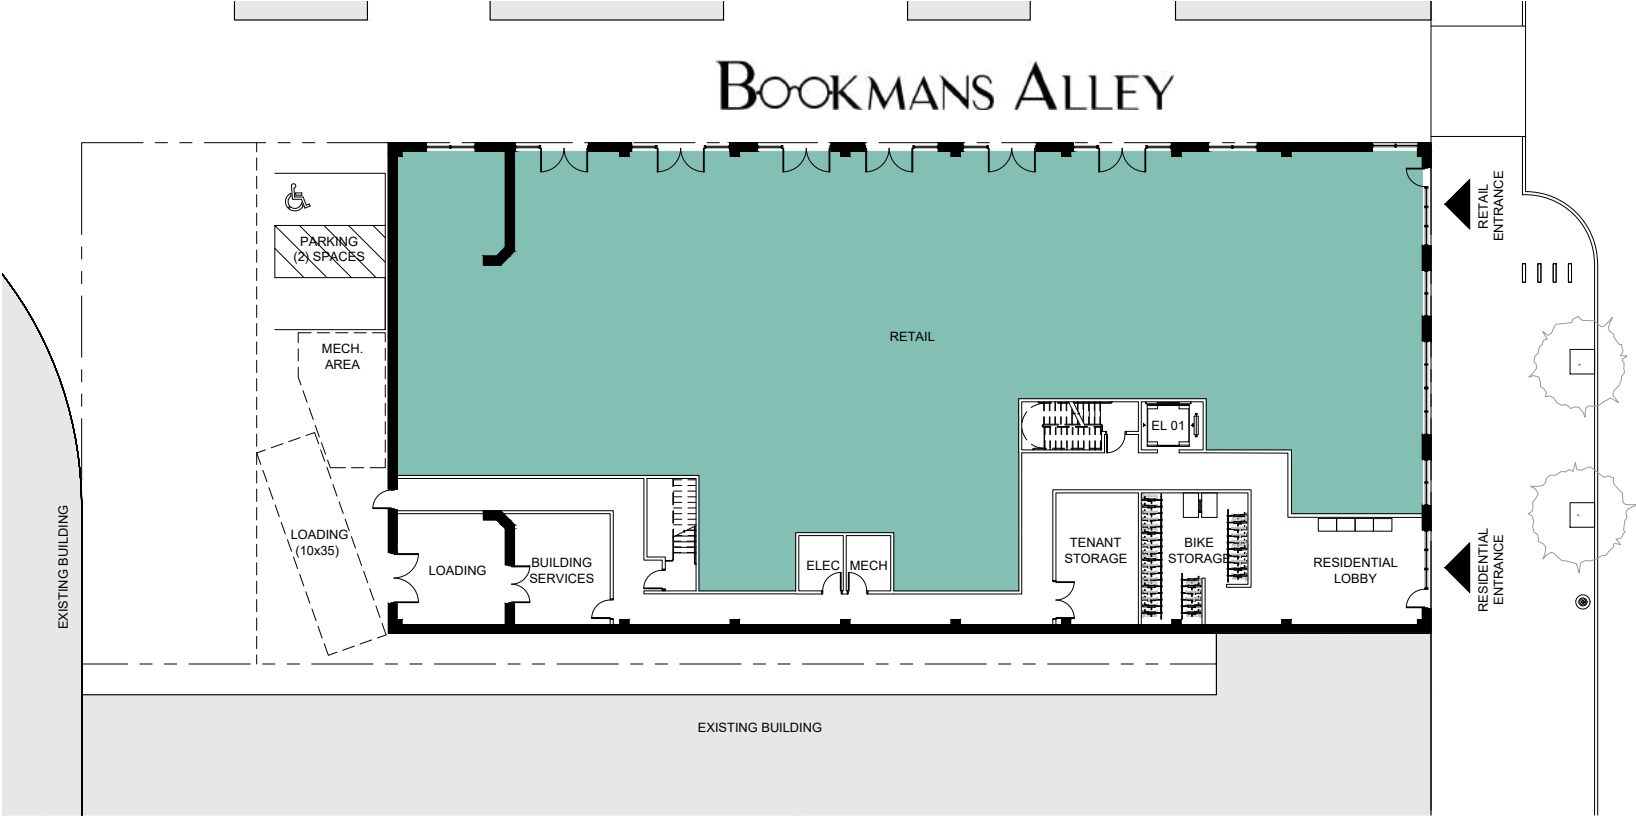 BOOKMANS ALLEY
PARKING
(2) SPACES
RETAIL
ENTRANCE
RETAIL
MECH.
AREA
EL 01
LOADING
(10x35)
EXISTING BUILDING
LOADING
BUILDING
SERVICES
ELEC
MECH
TENANT
STORAGE
BIKE
STORAGE
RESIDENTIAL
LOBBY
RESIDENTIAL
ENTRANCE
EXISTING BUILDING